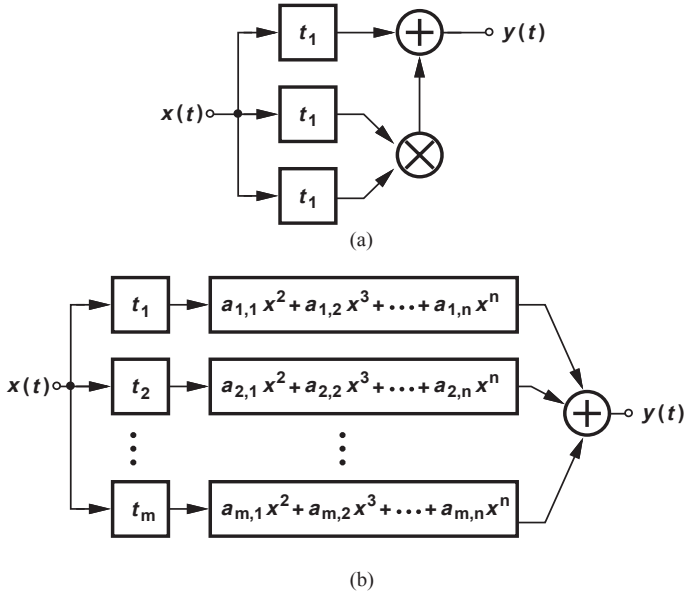 t₁
y(t)
x(t)
t₁
t₁
(a)
t₁
a₁,₁ x² + a₁,₂ x³ + ••• + a₁,ₙ xⁿ
x(t)
t₂
a₂,₁ x² + a₂,₂ x³ + ••• + a₂,ₙ xⁿ
y(t)
tₘ
aₘ,₁ x² + aₘ,₂ x³ + ••• + aₘ,ₙ xⁿ
(b)